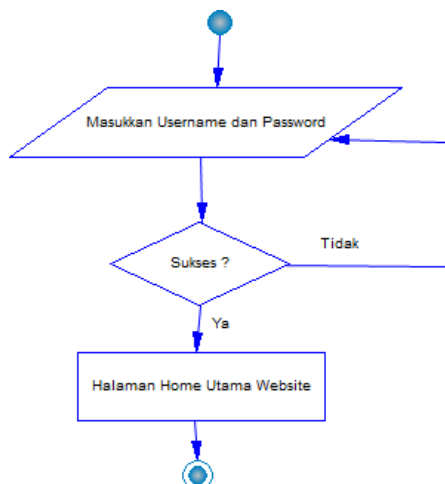 Masukkan Username dan Password
Sukses ?
Tidak
Ya
Halaman Home Utama Website